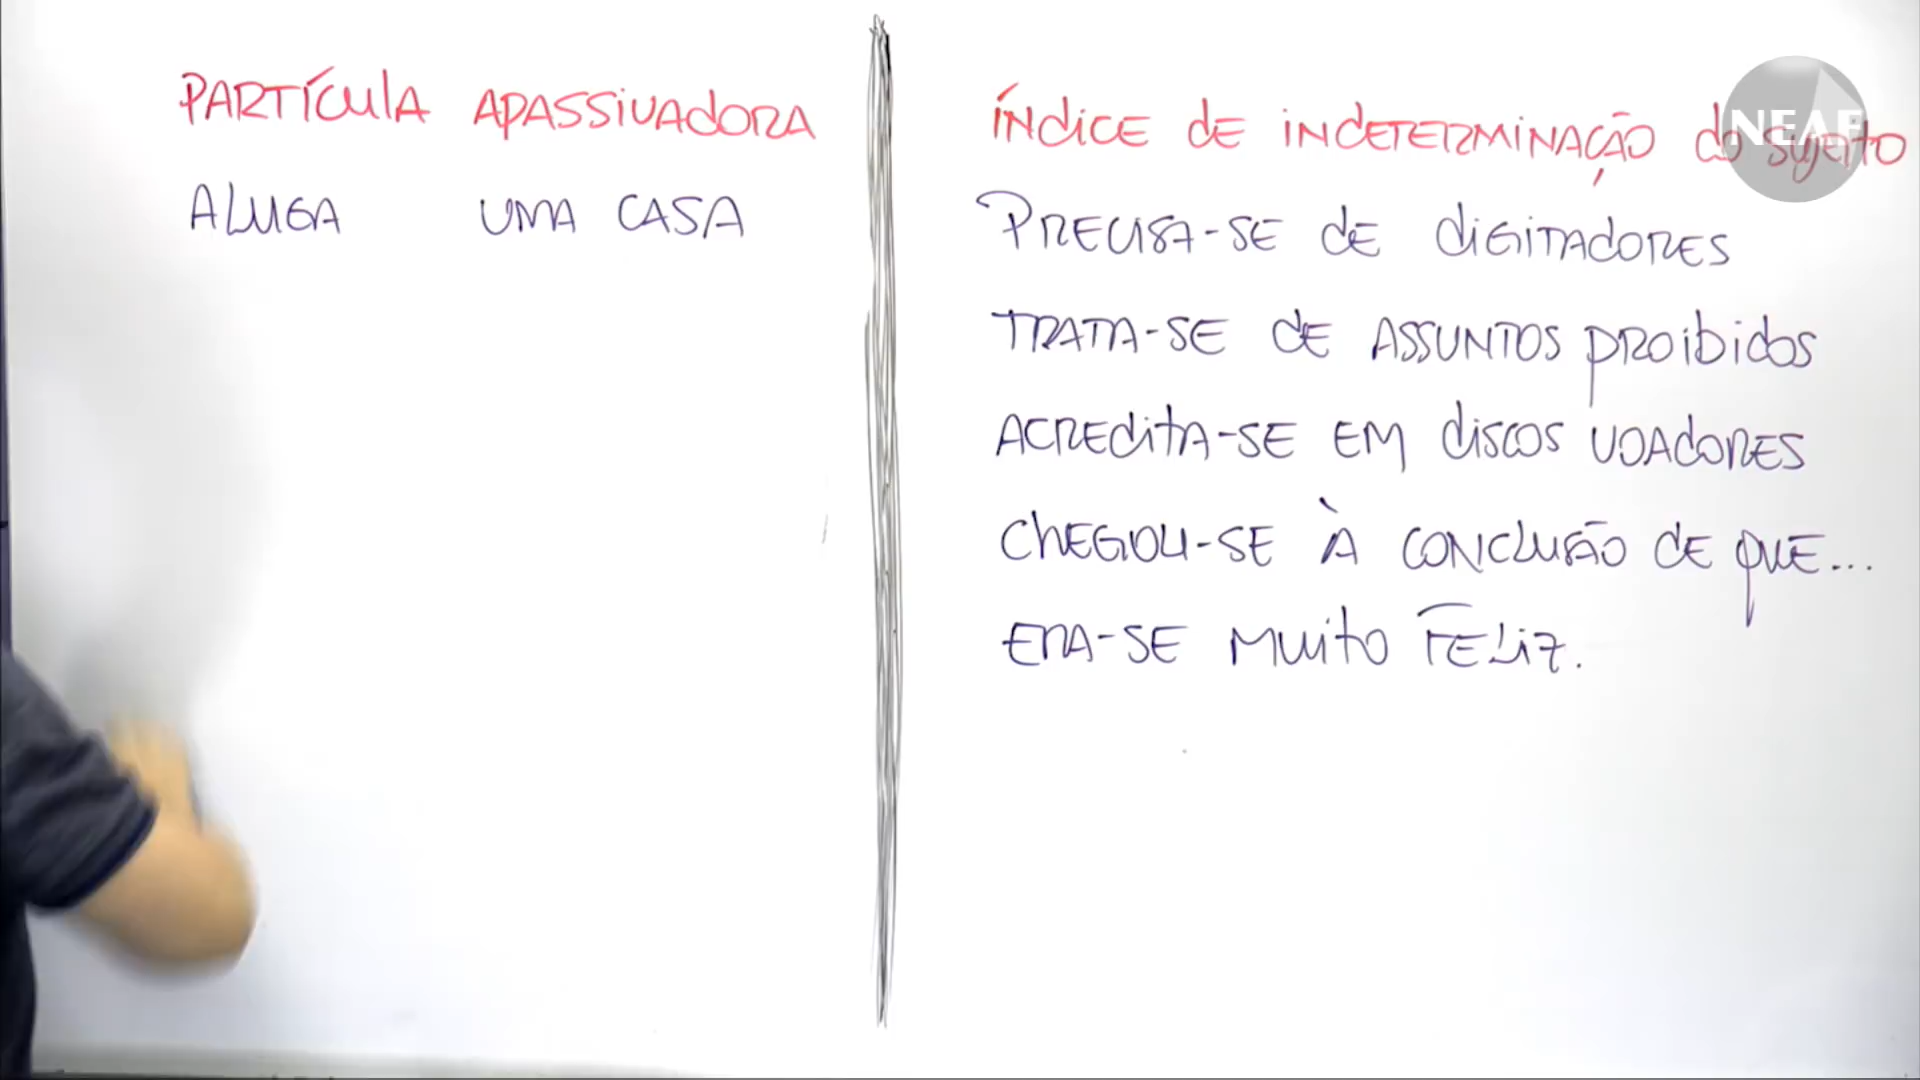 PARTÍCULA APASSIVADORA
ALUGA UMA CASA
ÍNDICE DE INDETERMINAÇÃO DO SUJEITO
NEAF
PRECISA-SE DE DIGITADORES
TRATA-SE DE ASSUNTOS PROIBIDOS
ACREDITA-SE EM DISCOS VOADORES
CHEGOU-SE À CONCLUSÃO DE QUE...
ERA-SE MUITO FELIZ.